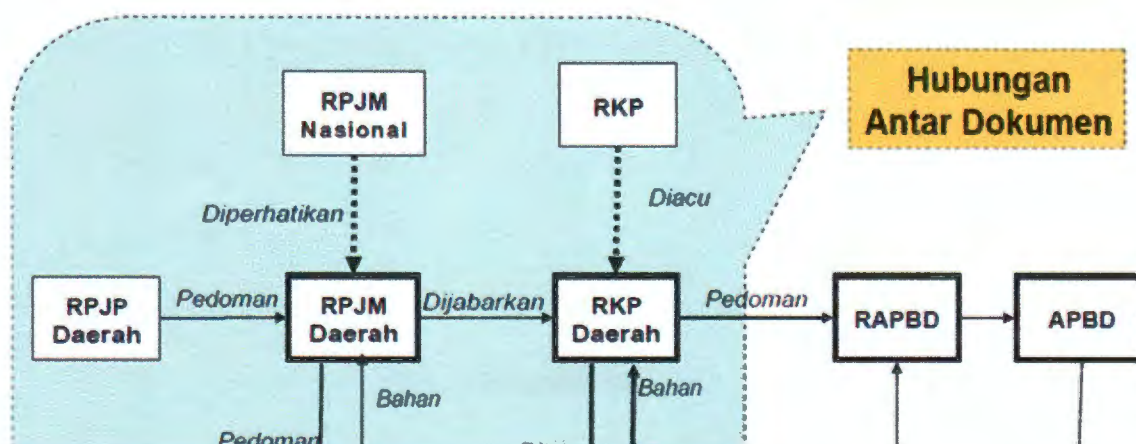 Hubungan
Antar Dokumen
RPJM
Nasional
RKP
Diperhatikan
Diacu
RPJP
Daerah
Pedoman
RPJM
Daerah
Dijabarkan
RKP
Daerah
Pedoman
RAPBD
APBD
Bahan
Bahan
Pedoman